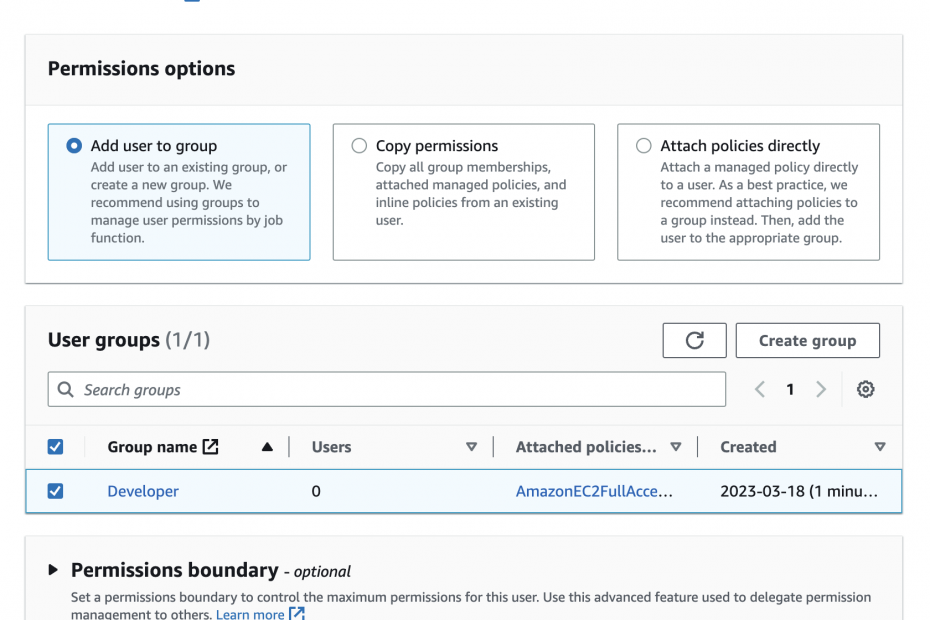 Permissions options
Add user to group
Add user to an existing group, or
create a new group. We
recommend using groups to
manage user permissions by job
function.
Copy permissions
Copy all group memberships,
attached managed policies, and
inline policies from an existing
user.
Attach policies directly
Attach a managed policy directly
to a user. As a best practice, we
recommend attaching policies to
a group instead. Then, add the
user to the appropriate group.
User groups (1/1)
Create group
Search groups
1
Group name Users Attached policies... Created
Developer 0 AmazonEC2FullAcce... 2023-03-18 (1 minu...
Permissions boundary - optional
Set a permissions boundary to control the maximum permissions for this user. Use this advanced feature used to delegate permission
management to others. Learn more